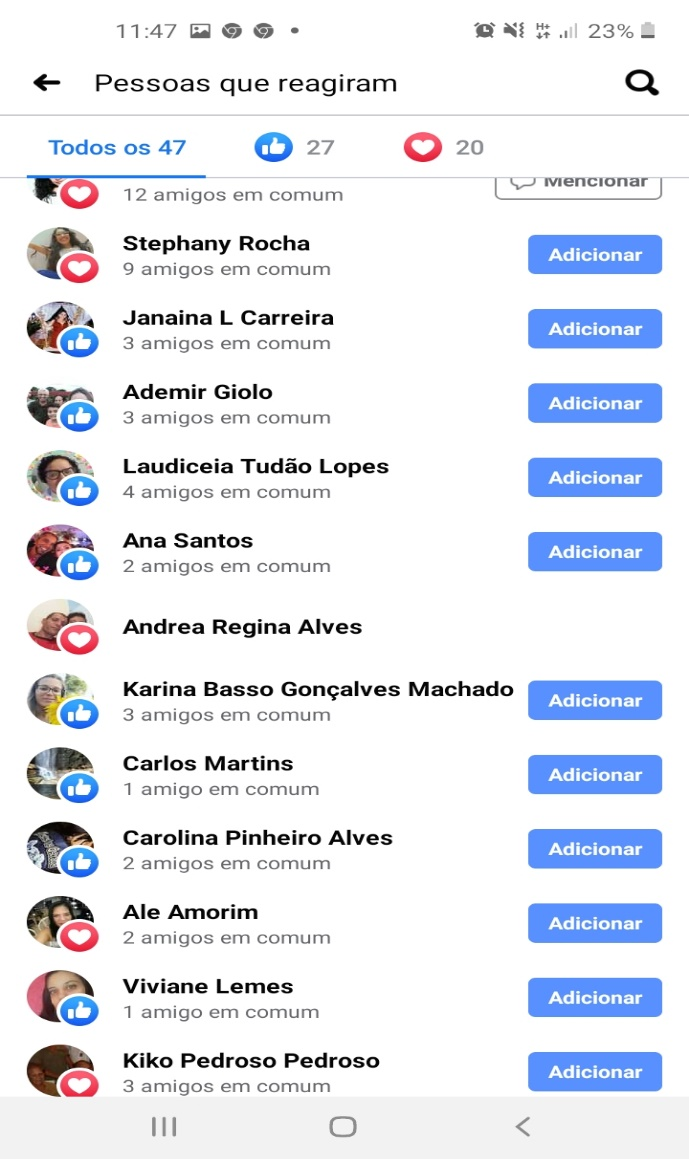 11:47
23%
Pessoas que reagiram
Todos os 47
27
20
12 amigos em comum
Mencionar
Stephany Rocha
9 amigos em comum
Adicionar
Janaina L Carreira
3 amigos em comum
Adicionar
Ademir Giolo
3 amigos em comum
Adicionar
Laudiceia Tudão Lopes
4 amigos em comum
Adicionar
Ana Santos
2 amigos em comum
Adicionar
Andrea Regina Alves
Karina Basso Gonçalves Machado
3 amigos em comum
Adicionar
Carlos Martins
1 amigo em comum
Adicionar
Carolina Pinheiro Alves
2 amigos em comum
Adicionar
Ale Amorim
2 amigos em comum
Adicionar
Viviane Lemes
1 amigo em comum
Adicionar
Kiko Pedroso Pedroso
3 amigos em comum
Adicionar